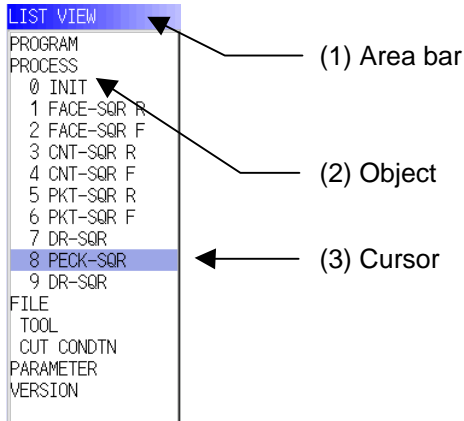 LIST VIEW
PROGRAM
PROCESS
0 INIT
1 FACE-SQR R
2 FACE-SQR F
3 CNT-SQR R
4 CNT-SQR F
5 PKT-SQR R
6 PKT-SQR F
7 DR-SQR
8 PECK-SQR
9 DR-SQR
FILE
TOOL
CUT CONDTN
PARAMETER
VERSION
(1) Area bar
(2) Object
(3) Cursor